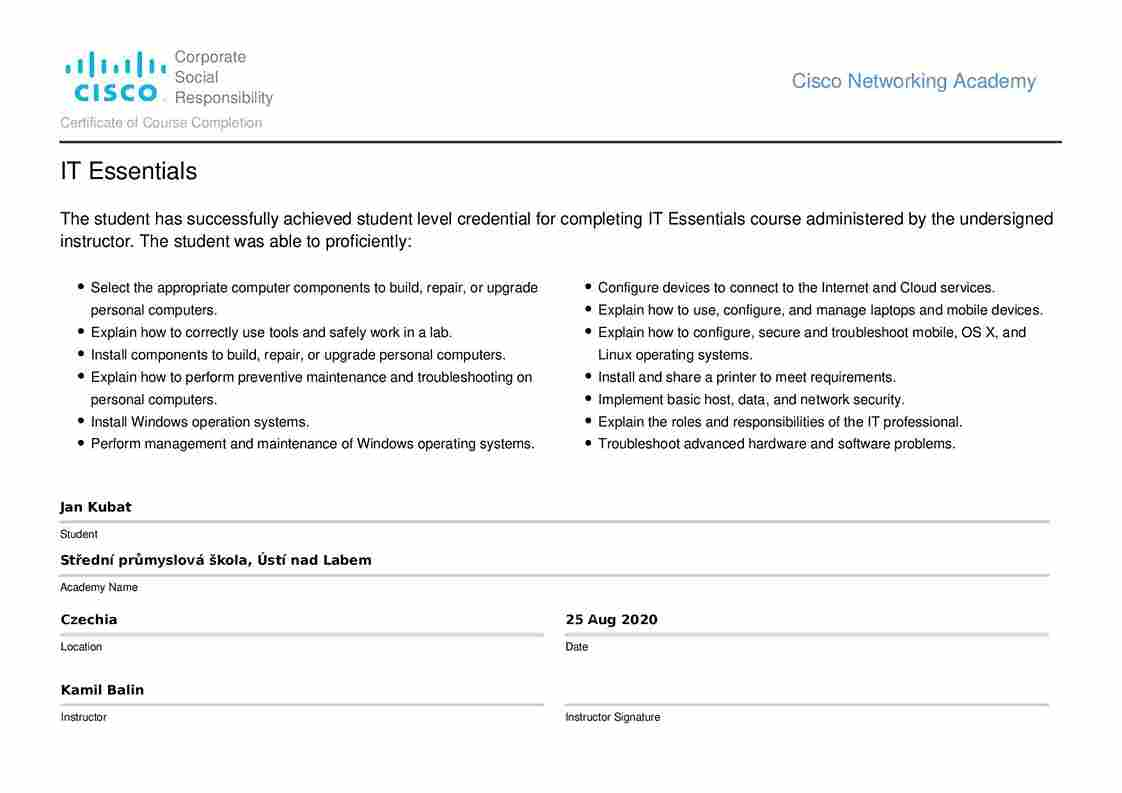 Corporate
Social
Responsibility
CISCO
Cisco Networking Academy
Certificate of Course Completion
IT Essentials
The student has successfully achieved student level credential for completing IT Essentials course administered by the undersigned
instructor. The student was able to proficiently:
• Select the appropriate computer components to build, repair, or upgrade
personal computers.
• Explain how to correctly use tools and safely work in a lab.
• Install components to build, repair, or upgrade personal computers.
• Explain how to perform preventive maintenance and troubleshooting on
personal computers.
• Install Windows operation systems.
• Perform management and maintenance of Windows operating systems.
• Configure devices to connect to the Internet and Cloud services.
• Explain how to use, configure, and manage laptops and mobile devices.
• Explain how to configure, secure and troubleshoot mobile, OS X, and
Linux operating systems.
• Install and share a printer to meet requirements.
• Implement basic host, data, and network security.
• Explain the roles and responsibilities of the IT professional.
• Troubleshoot advanced hardware and software problems.
Jan Kubat
Student
Střední průmyslová škola, Ústí nad Labem
Academy Name
Czechia
Location
25 Aug 2020
Date
Kamil Balin
Instructor
Instructor Signature